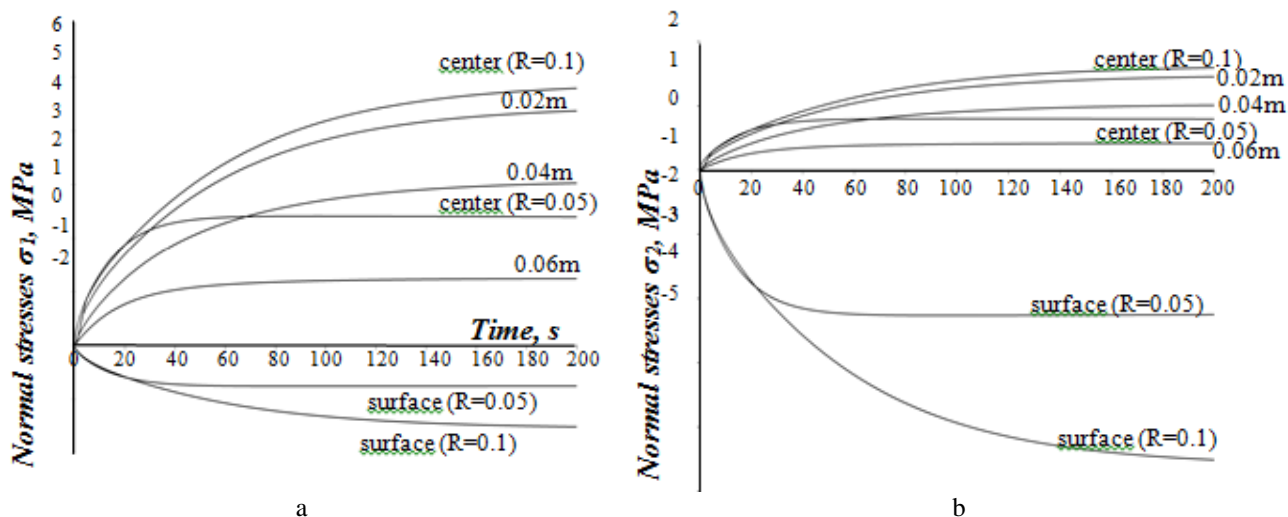 6
5
4
3
2
1
0
-1
-2
Normal stresses σ1, MPa
center (R=0.1)
0.02m
0.04m
center (R=0.05)
0.06m
Time, s
0 20 40 60 80 100 120 140 160 180 200
surface (R=0.05)
surface (R=0.1)
a
2
1
0
-1
-2
-3
-4
-5
Normal stresses σ2, MPa
center (R=0.1)
0.02m
0.04m
center (R=0.05)
0.06m
0 20 40 60 80 100 120 140 160 180 200
surface (R=0.05)
surface (R=0.1)
b